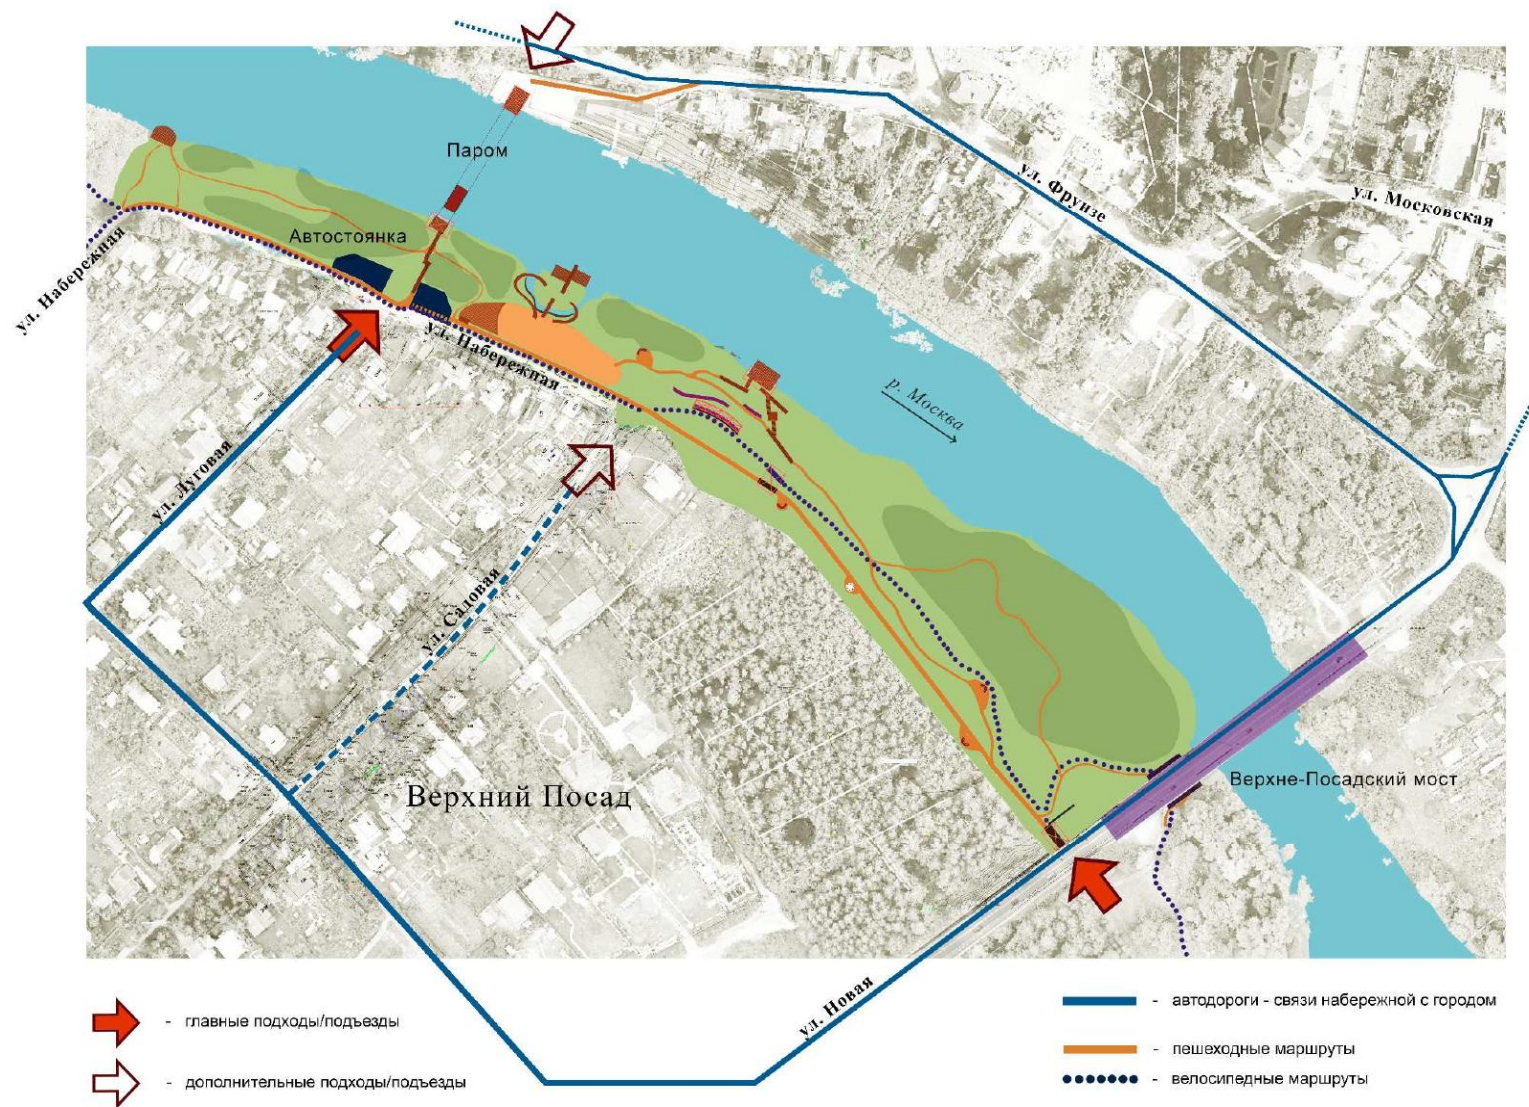 Паром
ул. Фрунзе
ул. Московская
Автостоянка
ул. Набережная
ул. Набережная
р. Москва
ул. Луговая
ул. Садовая
Верхний Посад
Верхне-Посадский мост
ул. Новая
- главные подходы/подъезды
- дополнительные подходы/подъезды
- автодороги - связи набережной с городом
- пешеходные маршруты
- велосипедные маршруты